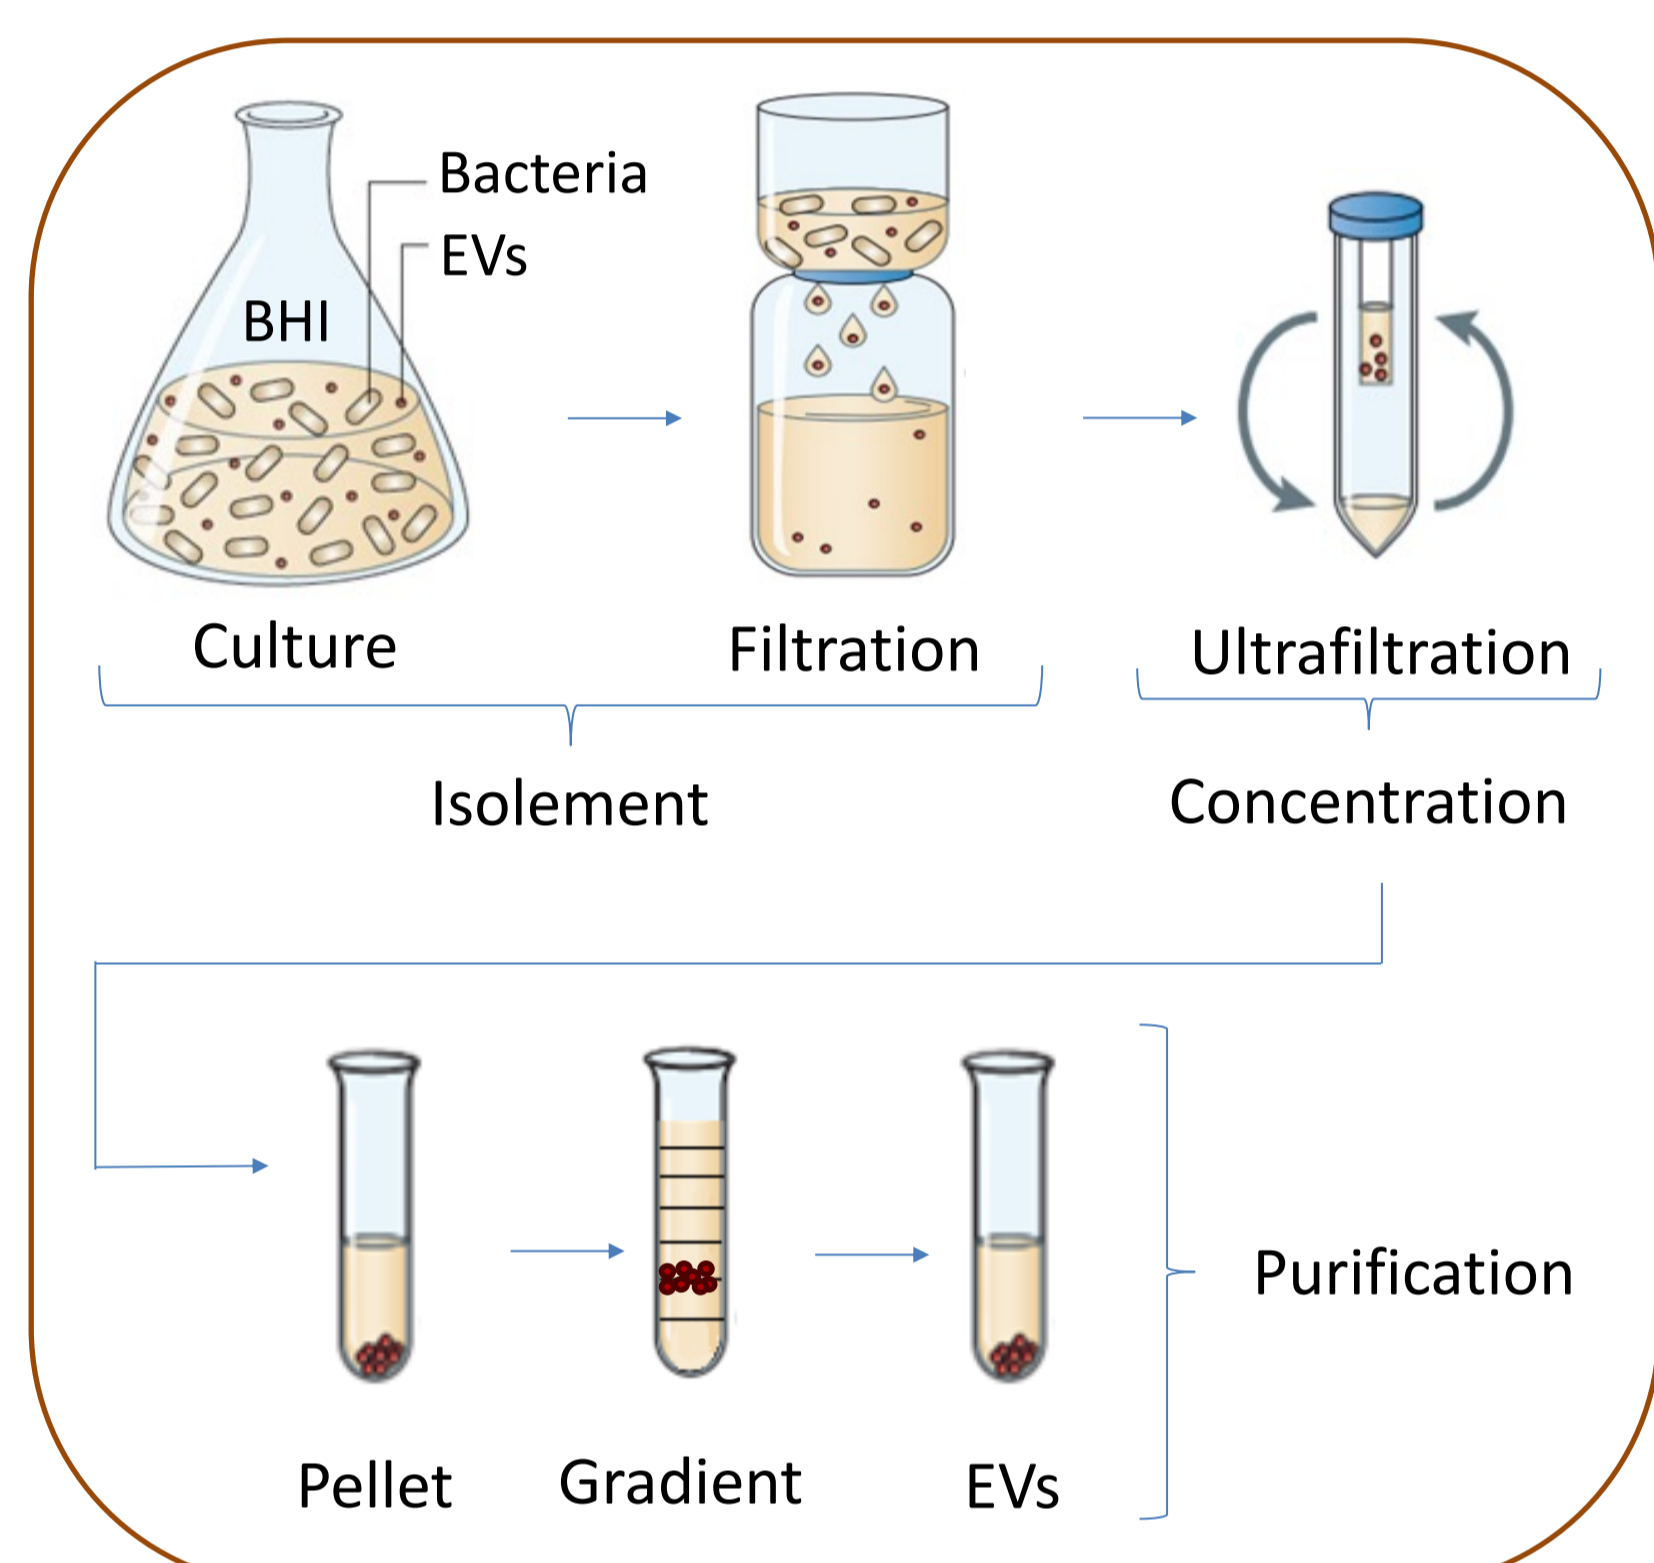 Bacteria
EVs
BHI
Culture
Filtration
Ultrafiltration
Isolement
Concentration
Purification
Pellet
Gradient
EVs